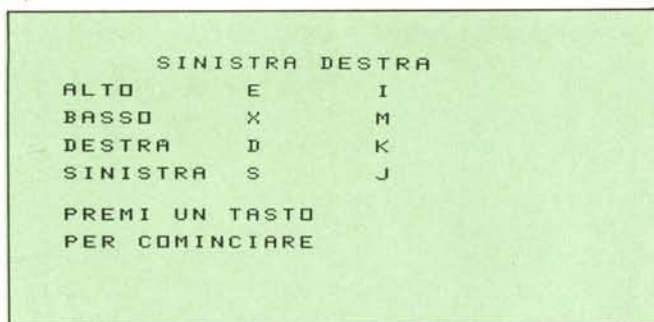 SINISTRA DESTRA
ALTO E I
BASSO X M
DESTRA D K
SINISTRA S J
PREMI UN TASTO
PER COMINCIARE